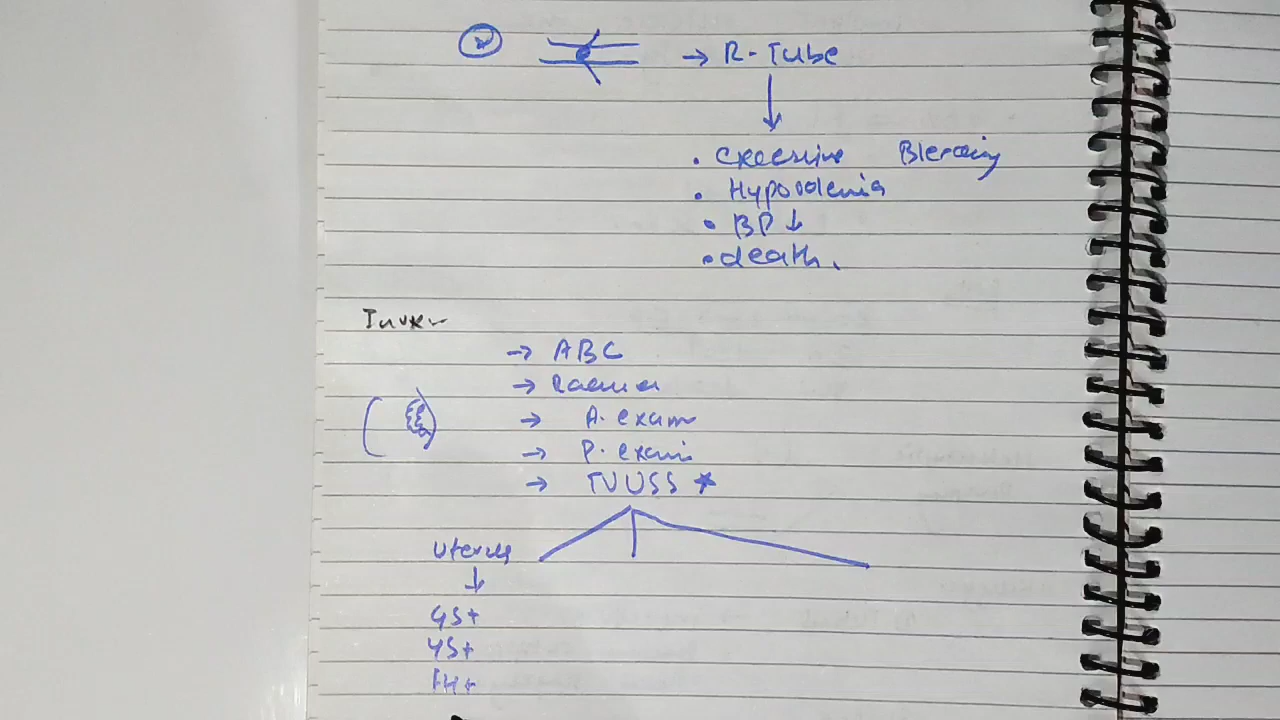 → R-Tube
↓
• excessive Bleeding
• Hypovolemia
• BP ↓
• death.
→ ABC
→ A. exam
→ P. exam
→ TVUSS ★
uterus
↓
GS+
YS+
FH+